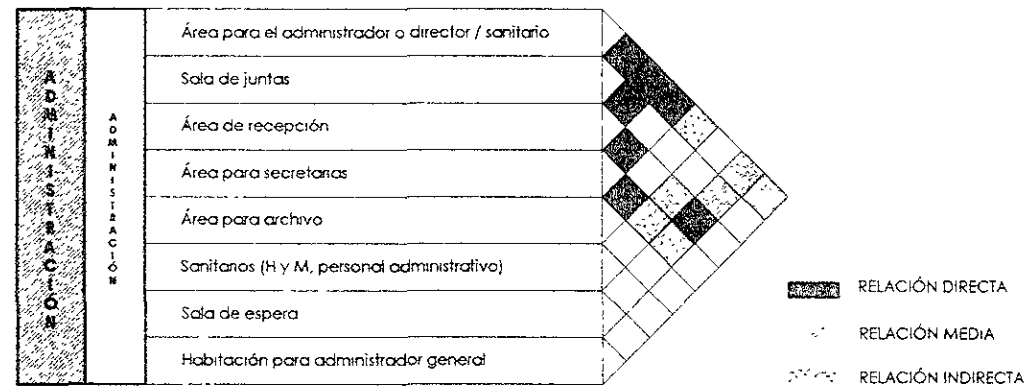 ADMINISTRACIÓN
ADMINISTRACIÓN
Área para el administrador o director / sanitario
Sala de juntas
Área de recepción
Área para secretarias
Área para archivo
Sanitarios (H y M, personal administrativo)
Sala de espera
Habitación para administrador general
RELACIÓN DIRECTA
RELACIÓN MEDIA
RELACIÓN INDIRECTA